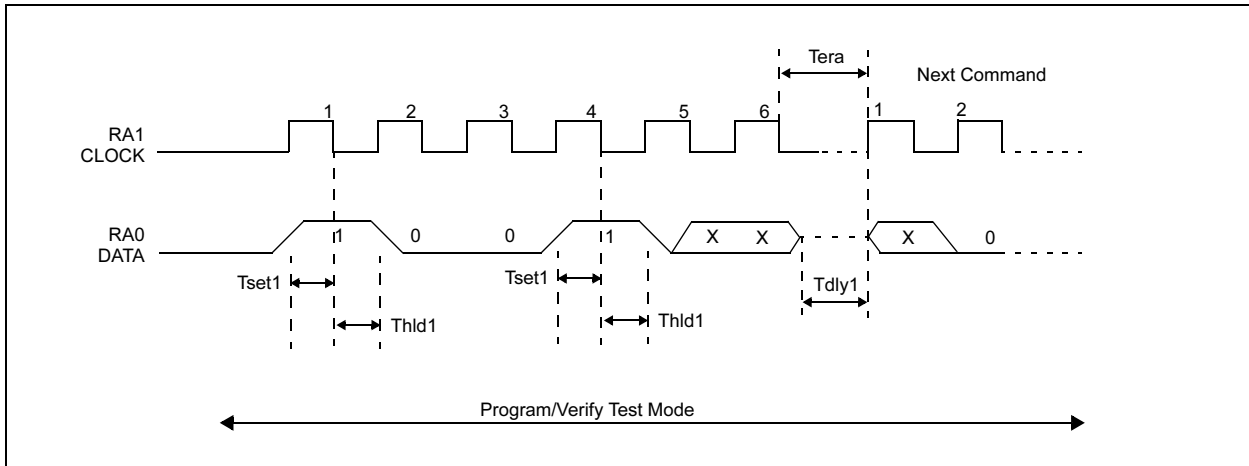 Tera
Next Command
1 2 3 4 5 6 1 2
RA1
CLOCK
RA0
DATA
1 0 0 1 X X X 0
Tset1 Tset1 Tdly1
Thld1 Thld1
Program/Verify Test Mode